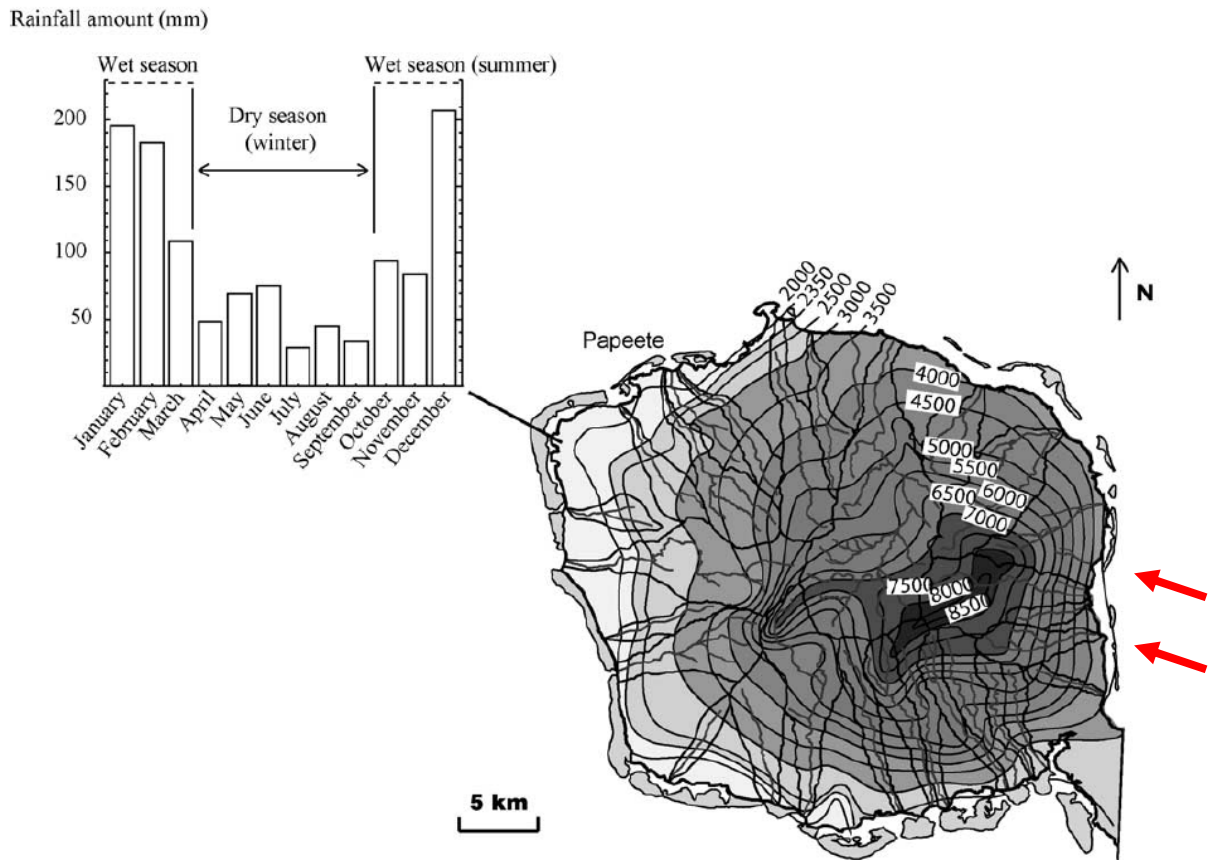 Rainfall amount (mm)
Wet season
Wet season (summer)
Dry season
(winter)
200
150
100
50
January
February
March
April
May
June
July
August
September
October
November
December
Papeete
2000
2350
2500
3000
3500
4000
4500
5000
5500
6000
6500
7000
7500
8000
8500
N
5 km